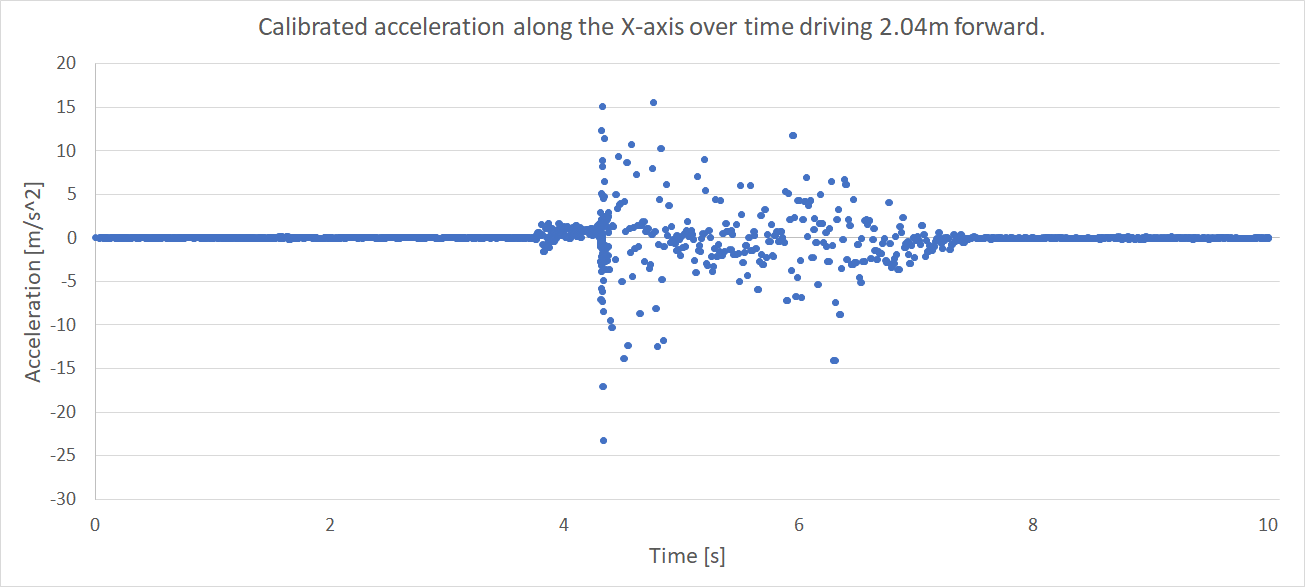 Calibrated acceleration along the X-axis over time driving 2.04m forward.
20
15
10
5
0
-5
-10
-15
-20
-25
-30
Acceleration [m/s^2]
0 2 4 6 8 10
Time [s]